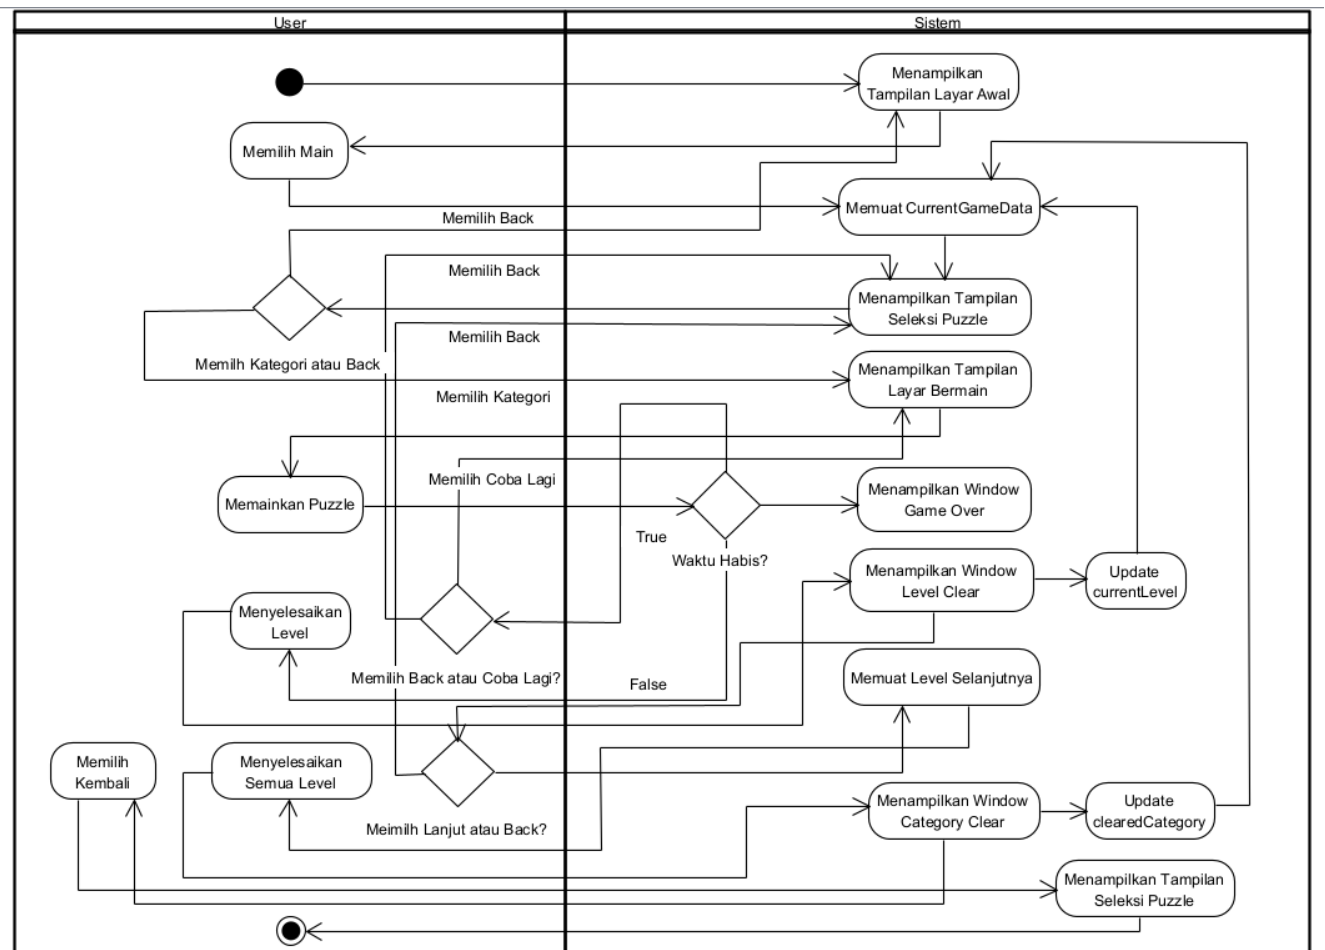 User
Sistem
Menampilkan
Tampilan Layar Awal
Memilih Main
Memuat CurrentGameData
Memilih Back
Memilih Back
Menampilkan Tampilan
Seleksi Puzzle
Memilih Back
Memilh Kategori atau Back
Menampilkan Tampilan
Layar Bermain
Memilih Kategori
Memilih Coba Lagi
Memainkan Puzzle
Menampilkan Window
Game Over
True
Waktu Habis?
Menampilkan Window
Level Clear
Update
currentLevel
Menyelesaikan
Level
Memilih Back atau Coba Lagi?
False
Memuat Level Selanjutnya
Memilih
Kembali
Menyelesaikan
Semua Level
Meimilh Lanjut atau Back?
Menampilkan Window
Category Clear
Update
clearedCategory
Menampilkan Tampilan
Seleksi Puzzle